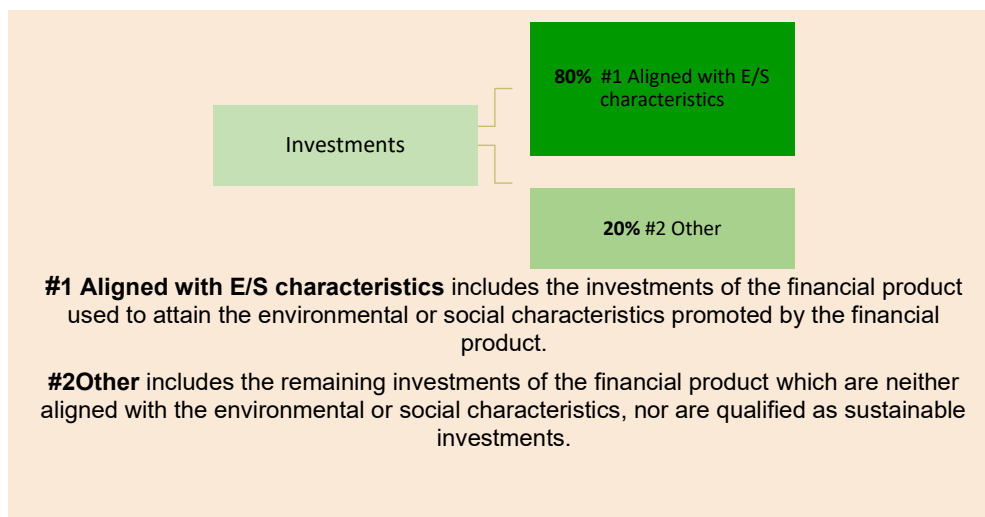 80% #1 Aligned with E/S
characteristics
Investments
20% #2 Other
#1 Aligned with E/S characteristics includes the investments of the financial product
used to attain the environmental or social characteristics promoted by the financial
product.
#2Other includes the remaining investments of the financial product which are neither
aligned with the environmental or social characteristics, nor are qualified as sustainable
investments.